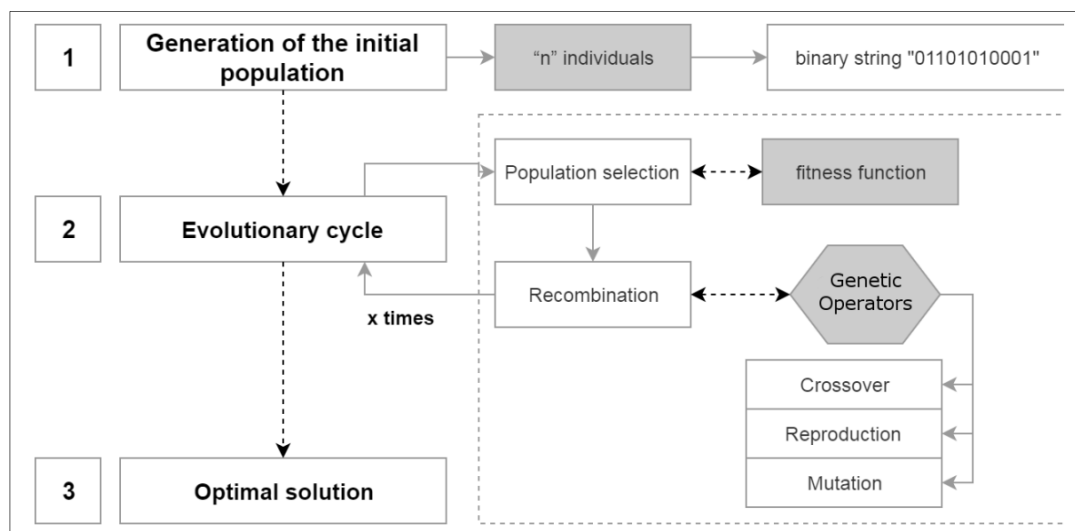 1
Generation of the initial
population
“n” individuals
binary string "01101010001"
Population selection
fitness function
2
Evolutionary cycle
Recombination
Genetic
Operators
x times
Crossover
Reproduction
Mutation
3
Optimal solution